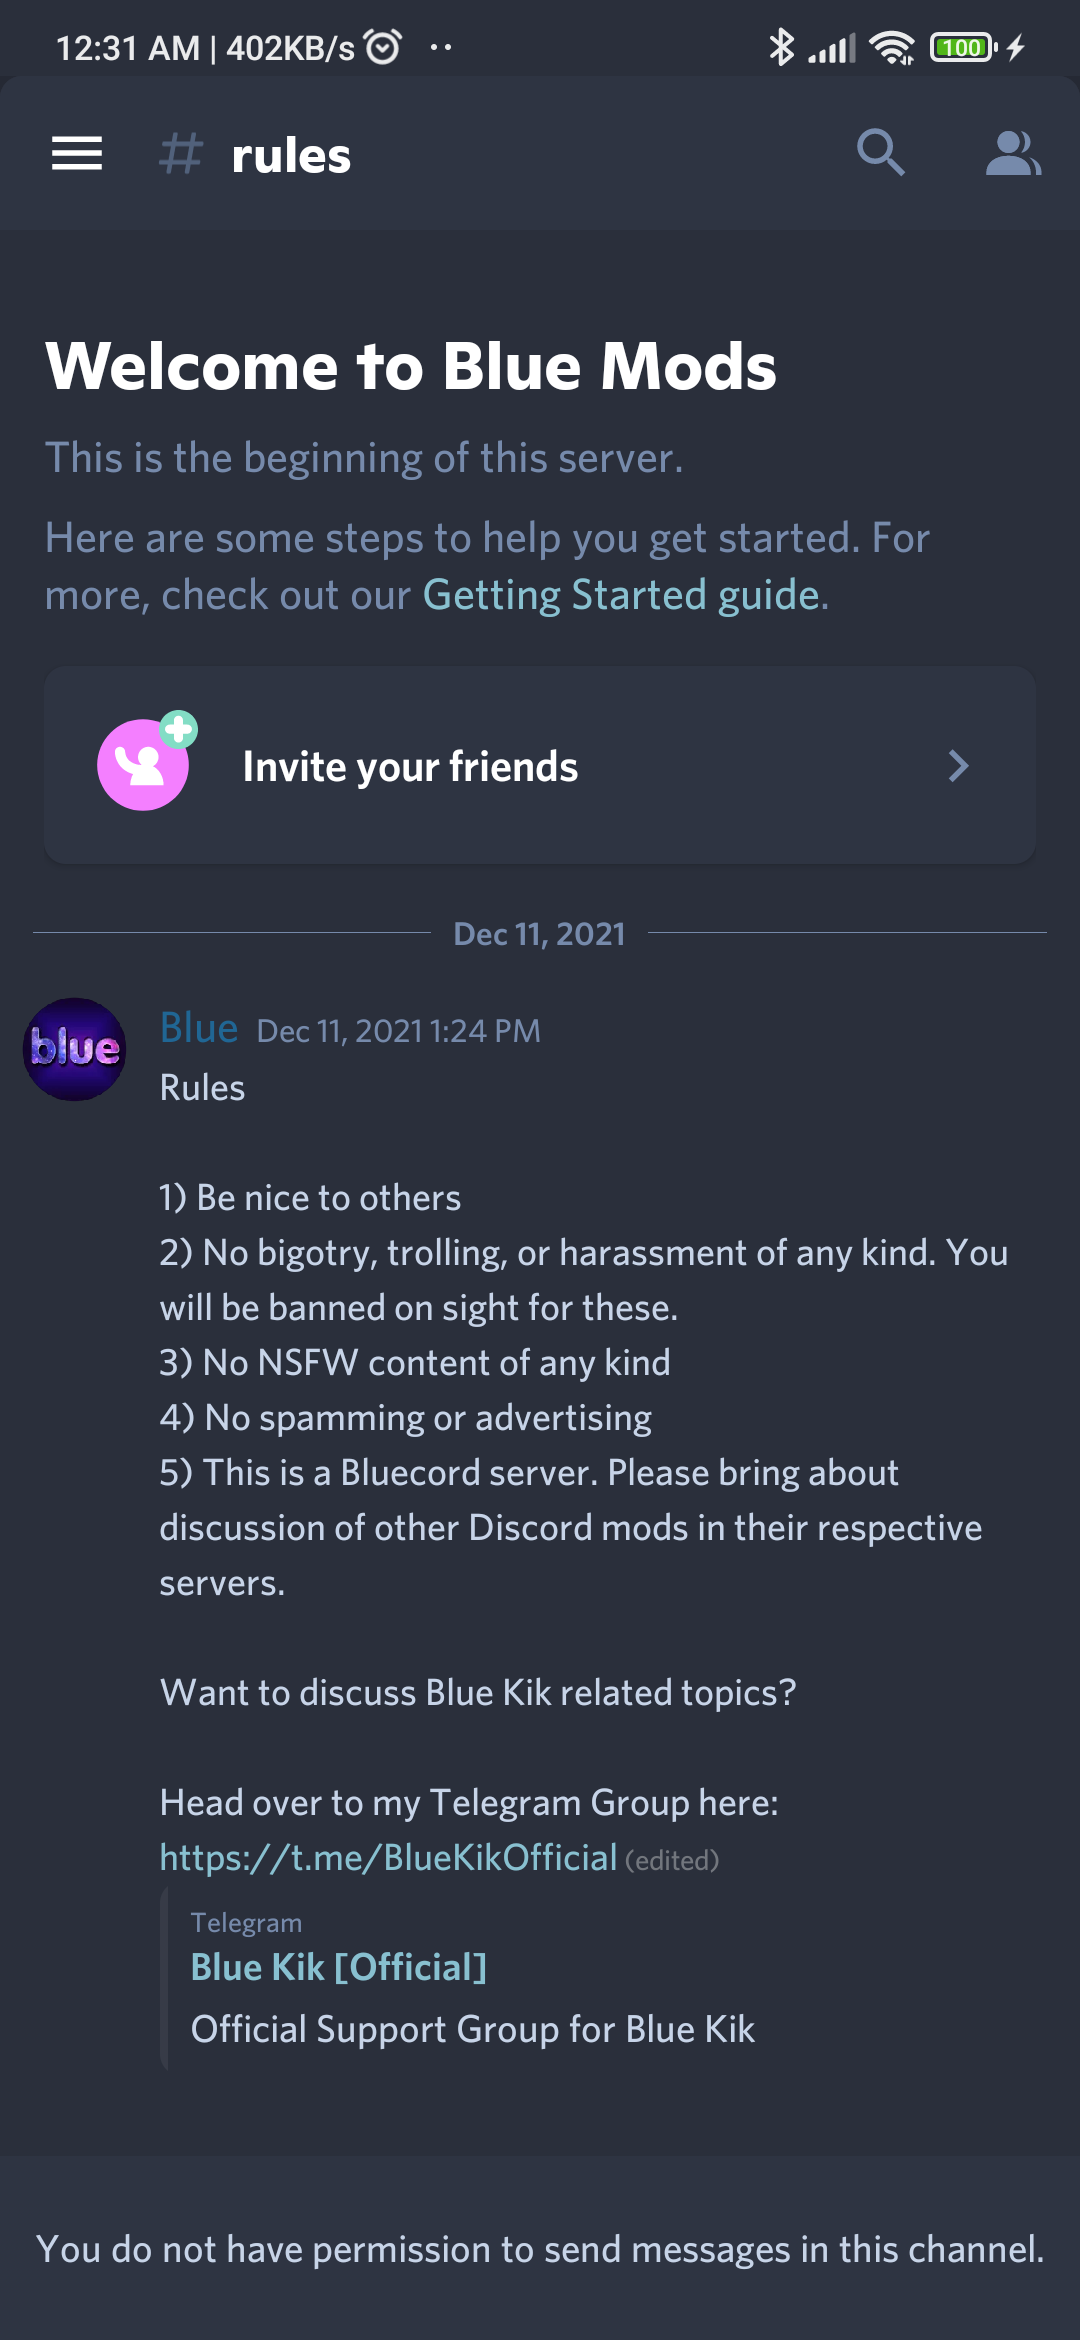 12:31 AM | 402KB/s
100
# rules
Welcome to Blue Mods
This is the beginning of this server.
Here are some steps to help you get started. For
more, check out our Getting Started guide.
Invite your friends
Dec 11, 2021
blue
Blue Dec 11, 2021 1:24 PM
Rules
1) Be nice to others
2) No bigotry, trolling, or harassment of any kind. You
will be banned on sight for these.
3) No NSFW content of any kind
4) No spamming or advertising
5) This is a Bluecord server. Please bring about
discussion of other Discord mods in their respective
servers.
Want to discuss Blue Kik related topics?
Head over to my Telegram Group here:
https://t.me/BlueKikOfficial (edited)
Telegram
Blue Kik [Official]
Official Support Group for Blue Kik
You do not have permission to send messages in this channel.